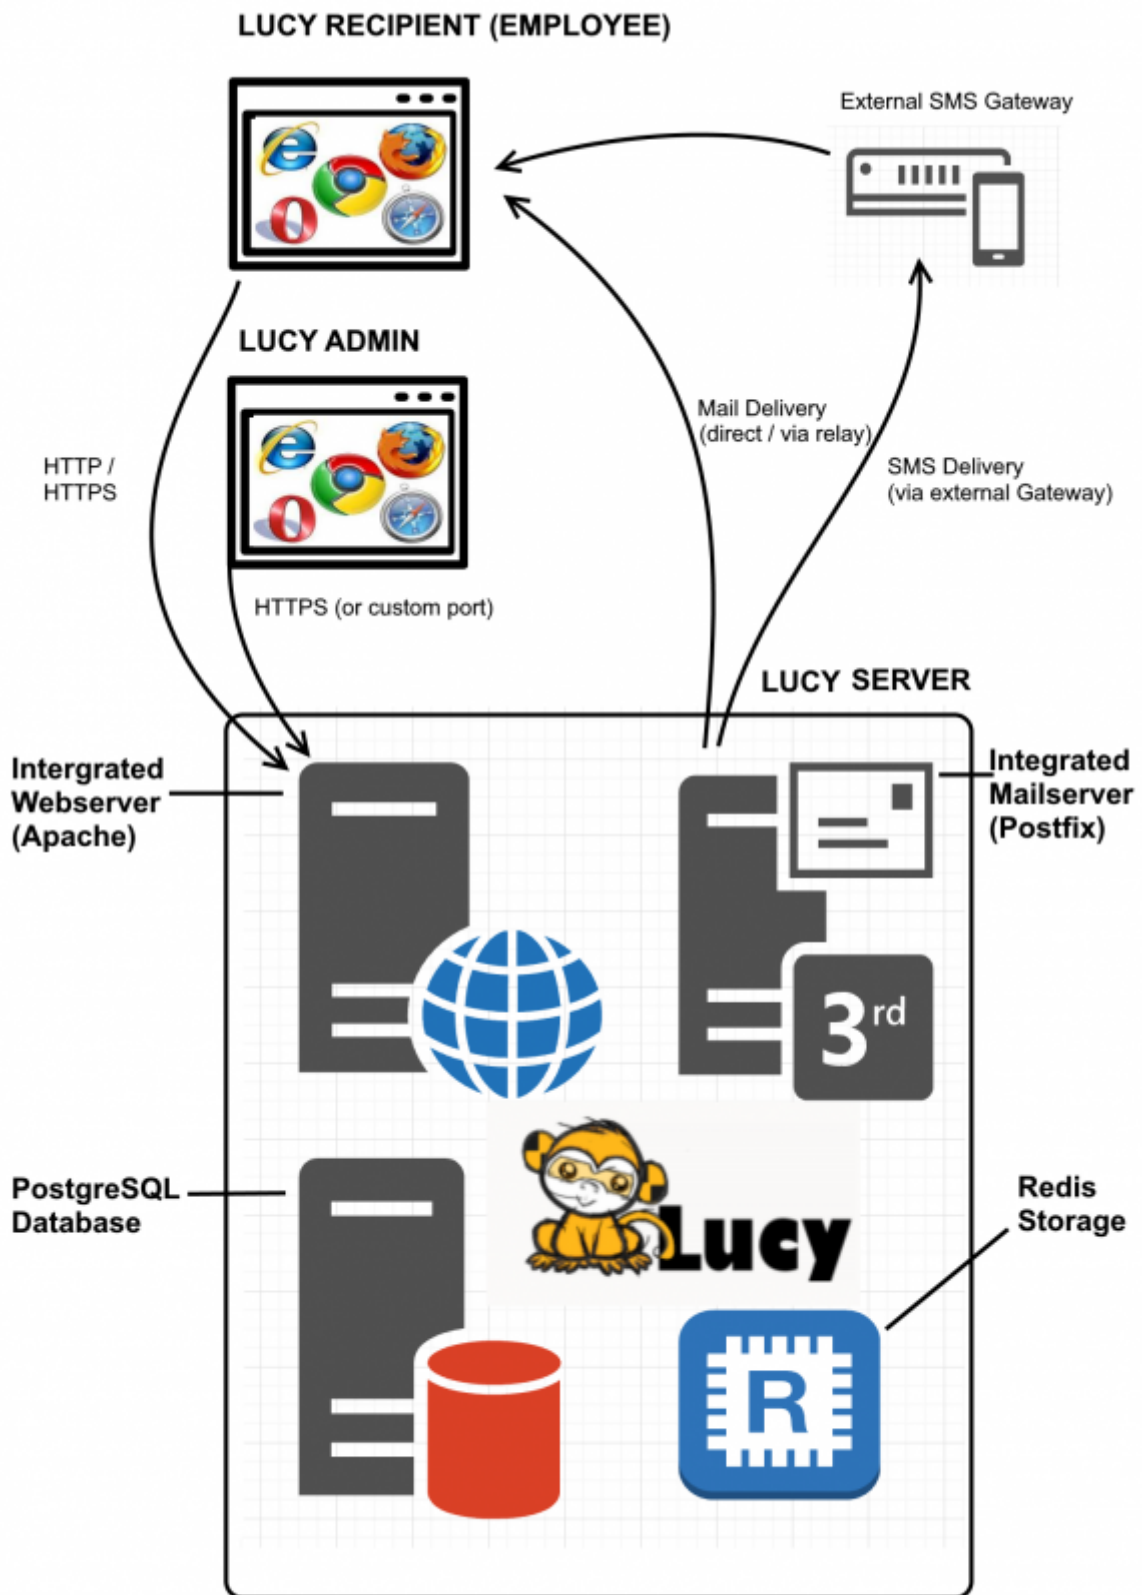 LUCY RECIPIENT (EMPLOYEE)
External SMS Gateway
LUCY ADMIN
Mail Delivery
(direct / via relay)
HTTP /
HTTPS
SMS Delivery
(via external Gateway)
HTTPS (or custom port)
LUCY SERVER
Intergrated
Webserver
(Apache)
Integrated
Mailserver
(Postfix)
3rd
PostgreSQL
Database
Lucy
Redis
Storage
R